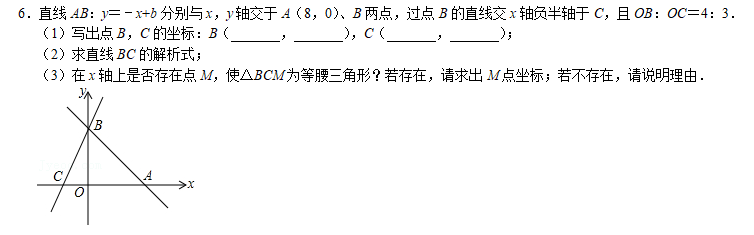 6．直线AB：y＝﹣x+b分别与x，y轴交于A（8，0）、B两点，过点B的直线交x轴负半轴于C，且OB：OC＝4：3．
（1）写出点B，C的坐标：B（______，______），C（______，______）；
（2）求直线BC的解析式；
（3）在x轴上是否存在点M，使△BCM为等腰三角形？若存在，请求出M点坐标；若不存在，请说明理由．
y
B
C
A
O
x